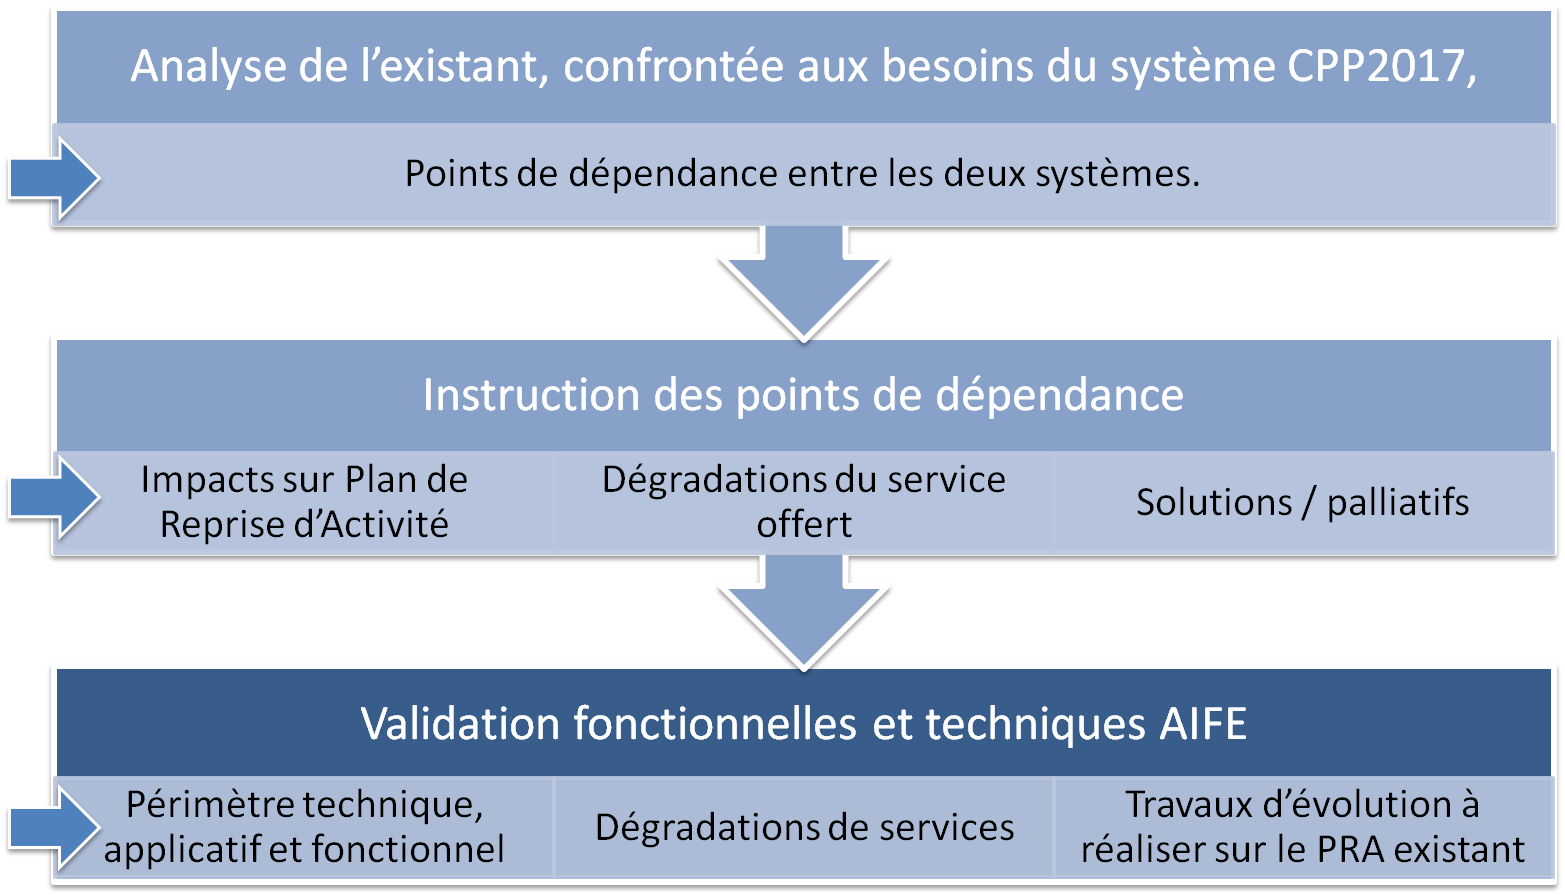 Analyse de l’existant, confrontée aux besoins du système CPP2017,
Points de dépendance entre les deux systèmes.
Instruction des points de dépendance
Impacts sur Plan de
Reprise d’Activité
Dégradations du service
offert
Solutions / palliatifs
Validation fonctionnelles et techniques AIFE
Périmètre technique,
applicatif et fonctionnel
Dégradations de services
Travaux d’évolution à
réaliser sur le PRA existant